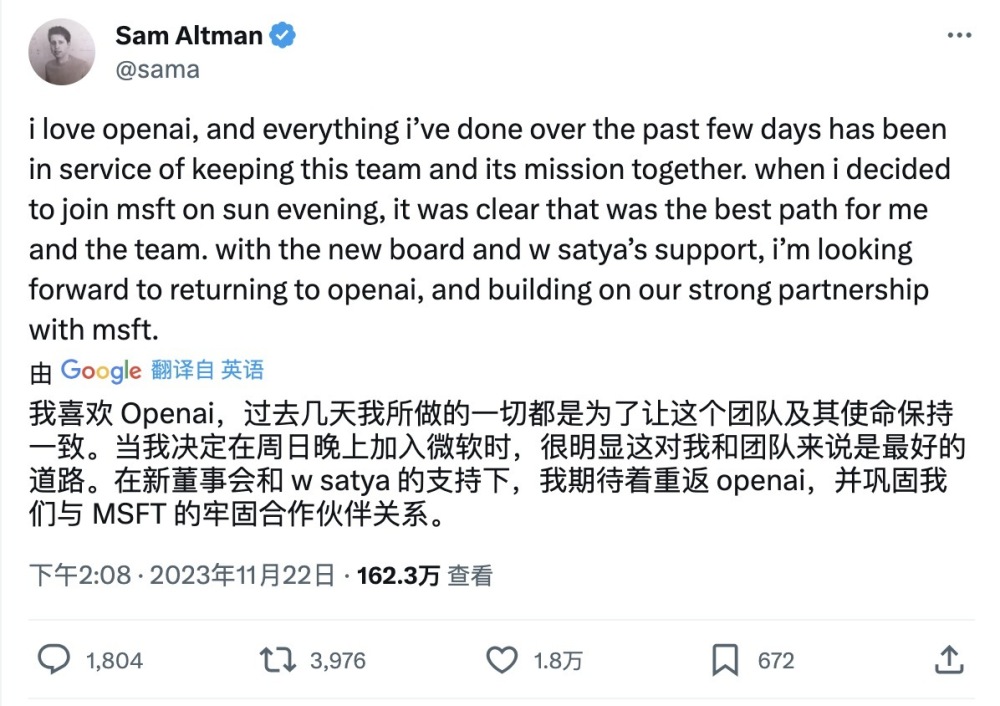 Sam Altman
@sama
i love openai, and everything i’ve done over the past few days has been
in service of keeping this team and its mission together. when i decided
to join msft on sun evening, it was clear that was the best path for me
and the team. with the new board and w satya’s support, i’m looking
forward to returning to openai, and building on our strong partnership
with msft.
由 Google 翻译自 英语
我喜欢 Openai，过去几天我所做的一切都是为了让这个团队及其使命保持
一致。当我决定在周日晚上加入微软时，很明显这对我和团队来说是最好的
道路。在新董事会和 w satya 的支持下，我期待着重返 openai，并巩固我
们与 MSFT 的牢固合作伙伴关系。
下午2:08 · 2023年11月22日 · 162.3万 查看
1,804 3,976 1.8万 672